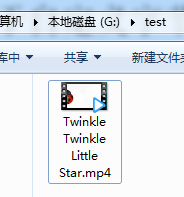 算机 ▸ 本地磁盘 (G:) ▸ test
库中 ▾ 共享 ▾ 新建文件
Twinkle
Twinkle
Little
Star.mp4